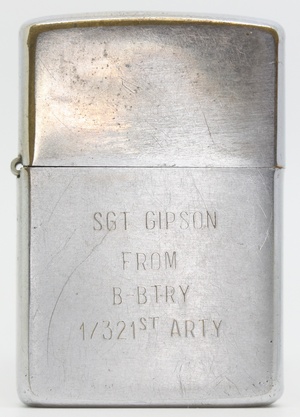 SGT GIPSON
FROM
B-BTRY
1/321ST ARTY